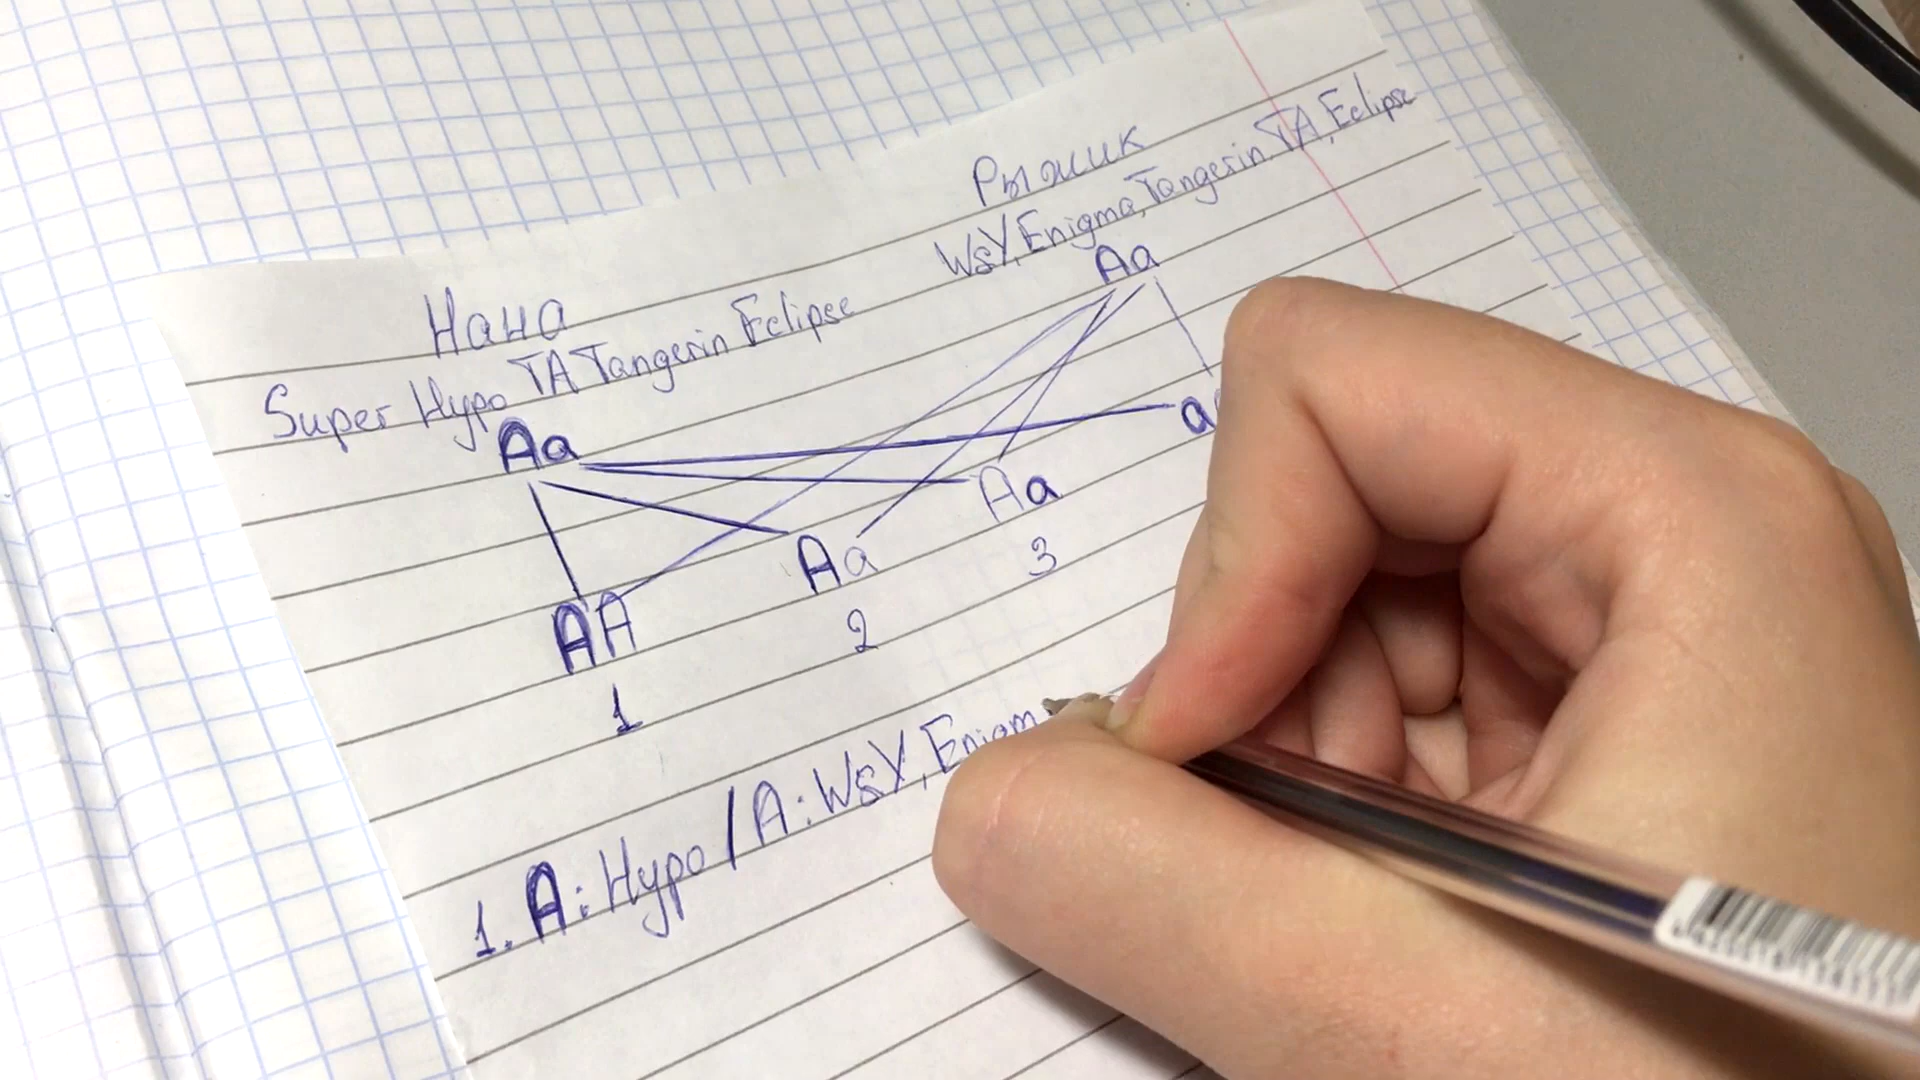 Рыжик
WsY, Enigma, Tangerin, TA, Eclipse
Aa
Нана
Super Hypo TA Tangerin Eclipse
Aa
a
Aa
3
Aa
2
AA
1
1. A: Hypo / A: WsY, Enigm